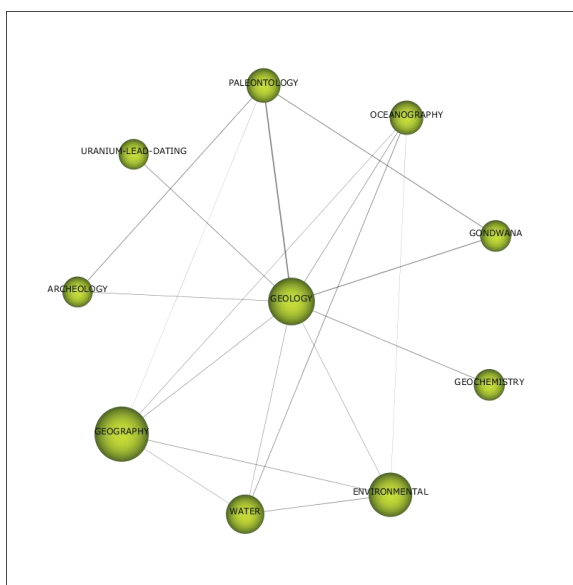 PALEONTOLOGY
OCEANOGRAPHY
URANIUM-LEAD-DATING
GONDWANA
ARCHEOLOGY
GEOLOGY
GEOCHEMISTRY
GEOGRAPHY
ENVIRONMENTAL
WATER